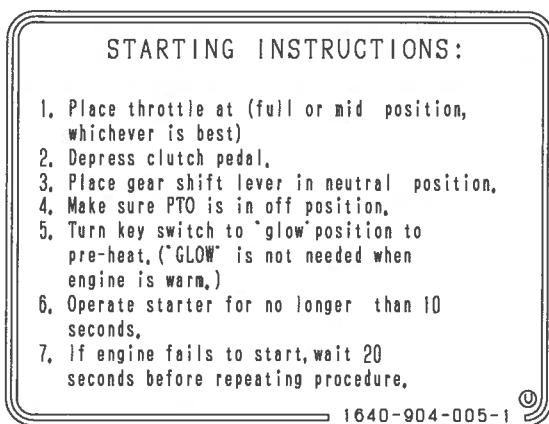 STARTING INSTRUCTIONS:
1. Place throttle at (full or mid position,
whichever is best)
2. Depress clutch pedal.
3. Place gear shift lever in neutral position.
4. Make sure PTO is in off position.
5. Turn key switch to "glow" position to
pre-heat. ("GLOW" is not needed when
engine is warm.)
6. Operate starter for no longer than 10
seconds.
7. If engine fails to start, wait 20
seconds before repeating procedure.
U
1640-904-005-1